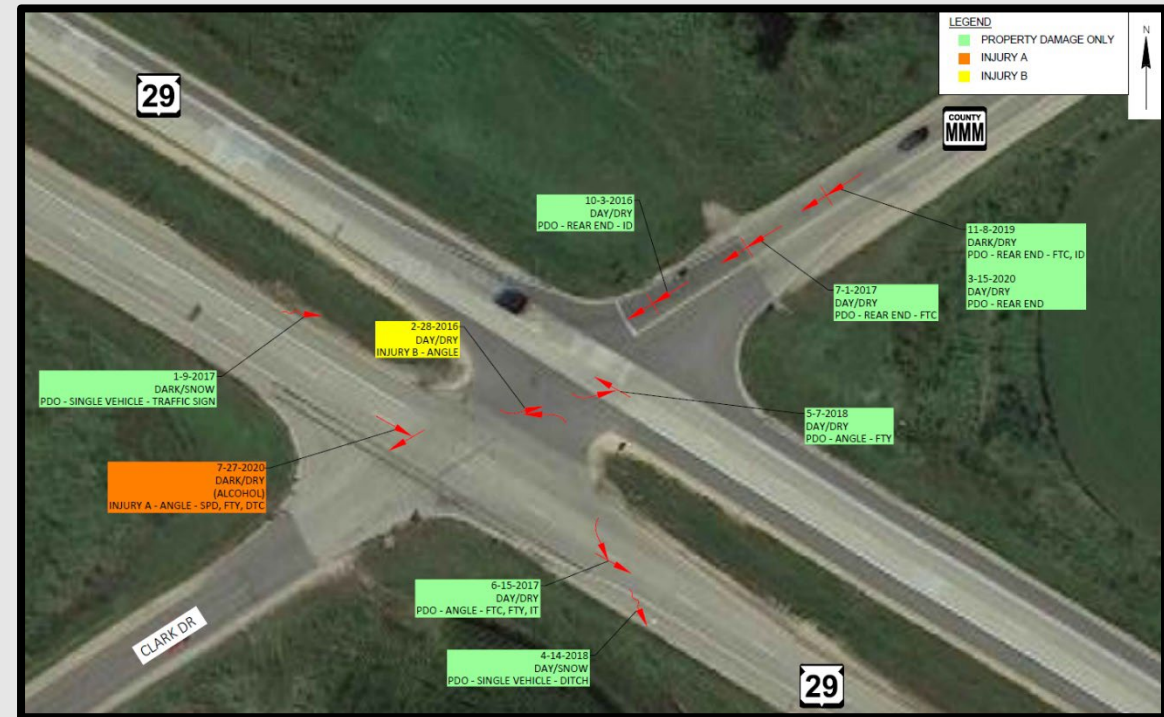 LEGEND
PROPERTY DAMAGE ONLY
INJURY A
INJURY B
N
29
COUNTY
MMM
10-3-2016
DAY/DRY
PDO - REAR END - ID
11-8-2019
DARK/DRY
PDO - REAR END - FTC, ID
3-15-2020
DAY/DRY
PDO - REAR END
7-1-2017
DAY/DRY
PDO - REAR END - FTC
2-28-2016
DAY/DRY
INJURY B - ANGLE
1-9-2017
DARK/SNOW
PDO - SINGLE VEHICLE - TRAFFIC SIGN
5-7-2018
DAY/DRY
PDO - ANGLE - FTY
7-27-2020
DARK/DRY
(ALCOHOL)
INJURY A - ANGLE - SPD, FTY, DTC
6-15-2017
DAY/DRY
PDO - ANGLE - FTC, FTY, IT
CLARK DR
4-14-2018
DAY/SNOW
PDO - SINGLE VEHICLE - DITCH
29